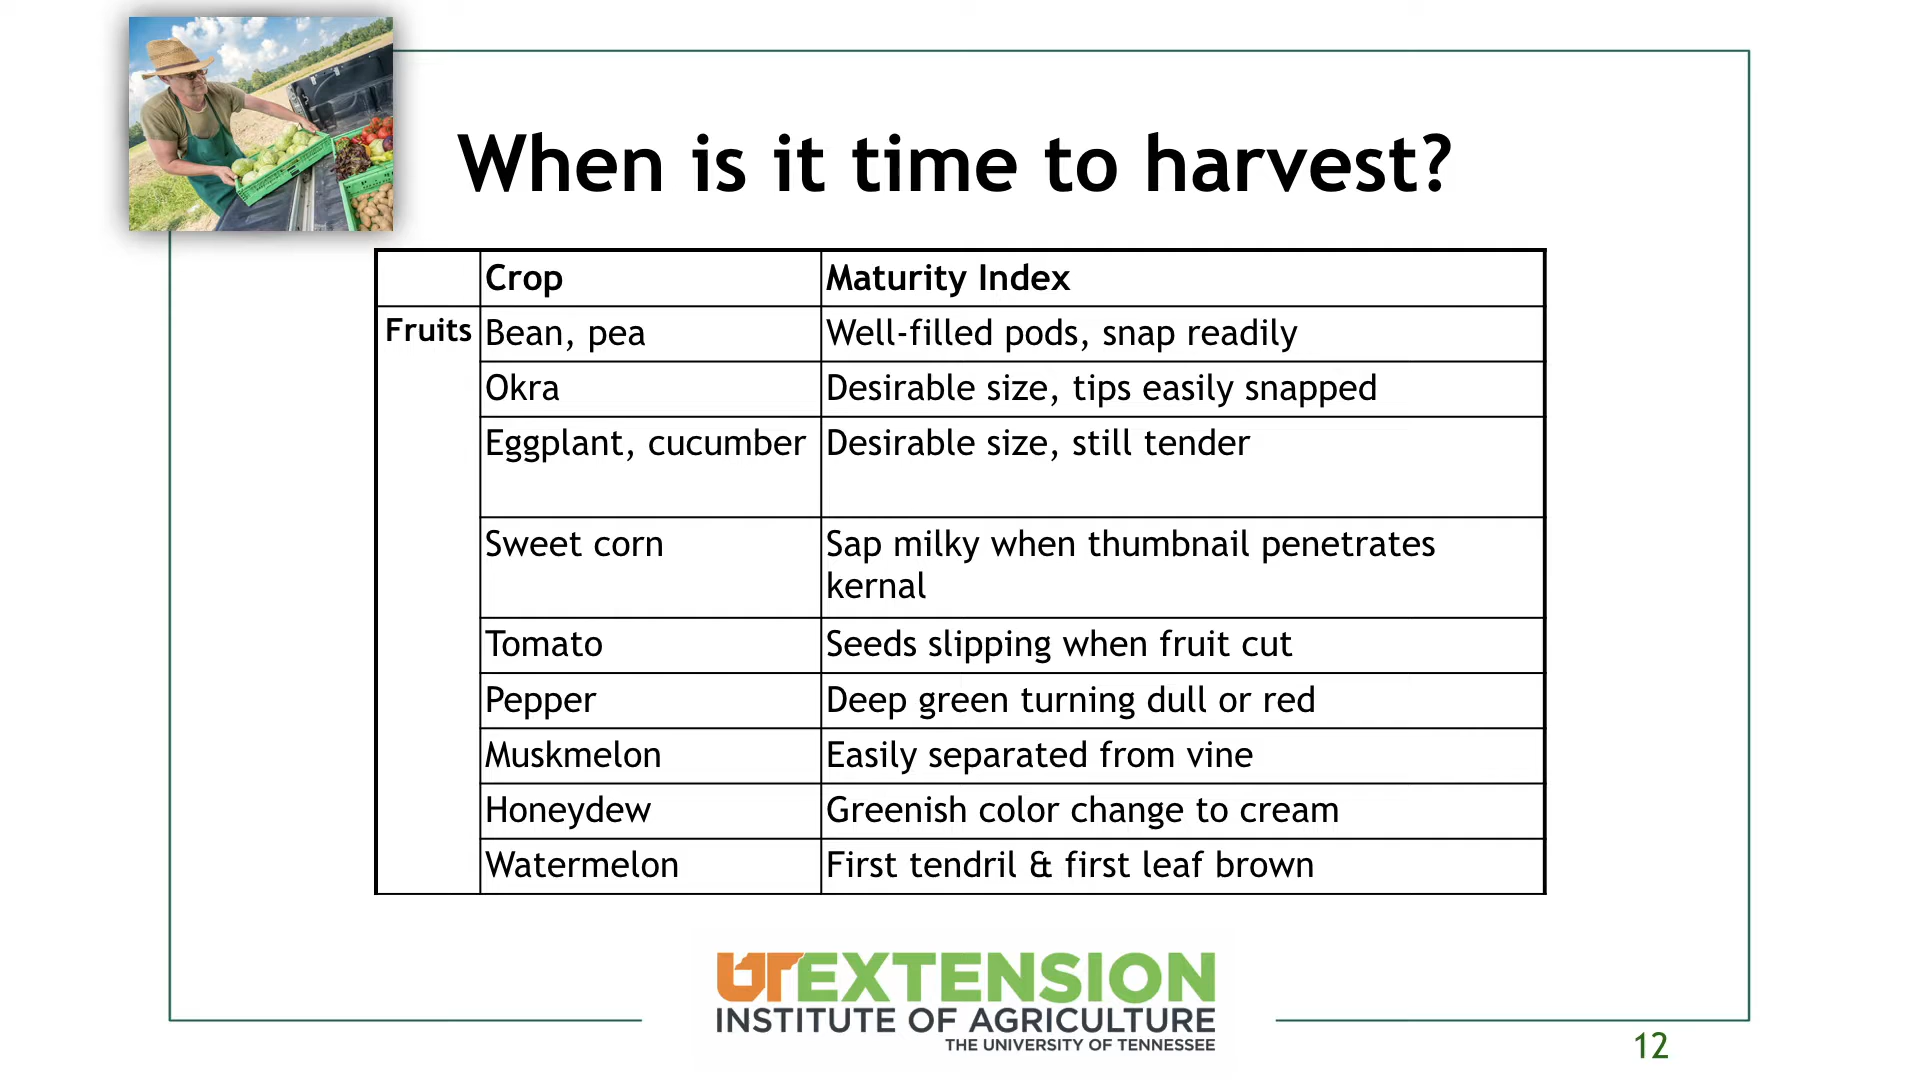 When is it time to harvest?
Crop Maturity Index
Fruits Bean, pea Well-filled pods, snap readily
Okra Desirable size, tips easily snapped
Eggplant, cucumber Desirable size, still tender
Sweet corn Sap milky when thumbnail penetrates
kernal
Tomato Seeds slipping when fruit cut
Pepper Deep green turning dull or red
Muskmelon Easily separated from vine
Honeydew Greenish color change to cream
Watermelon First tendril & first leaf brown
UTEXTENSION
INSTITUTE OF AGRICULTURE
THE UNIVERSITY OF TENNESSEE
12